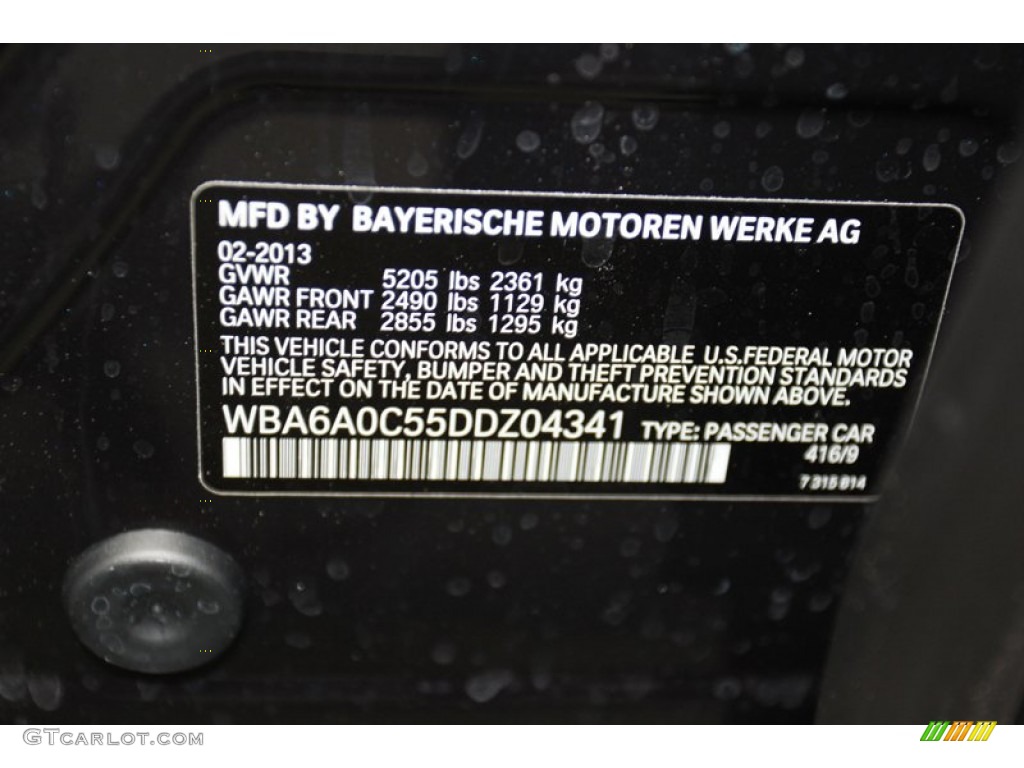 MFD BY BAYERISCHE MOTOREN WERKE AG
02-2013
GVWR 5205 lbs 2361 kg
GAWR FRONT 2490 lbs 1129 kg
GAWR REAR 2855 lbs 1295 kg
THIS VEHICLE CONFORMS TO ALL APPLICABLE U.S.FEDERAL MOTOR
VEHICLE SAFETY, BUMPER AND THEFT PREVENTION STANDARDS
IN EFFECT ON THE DATE OF MANUFACTURE SHOWN ABOVE.
WBA6A0C55DDZ04341 TYPE: PASSENGER CAR
416/9
7 315 814
GTCarlot.com